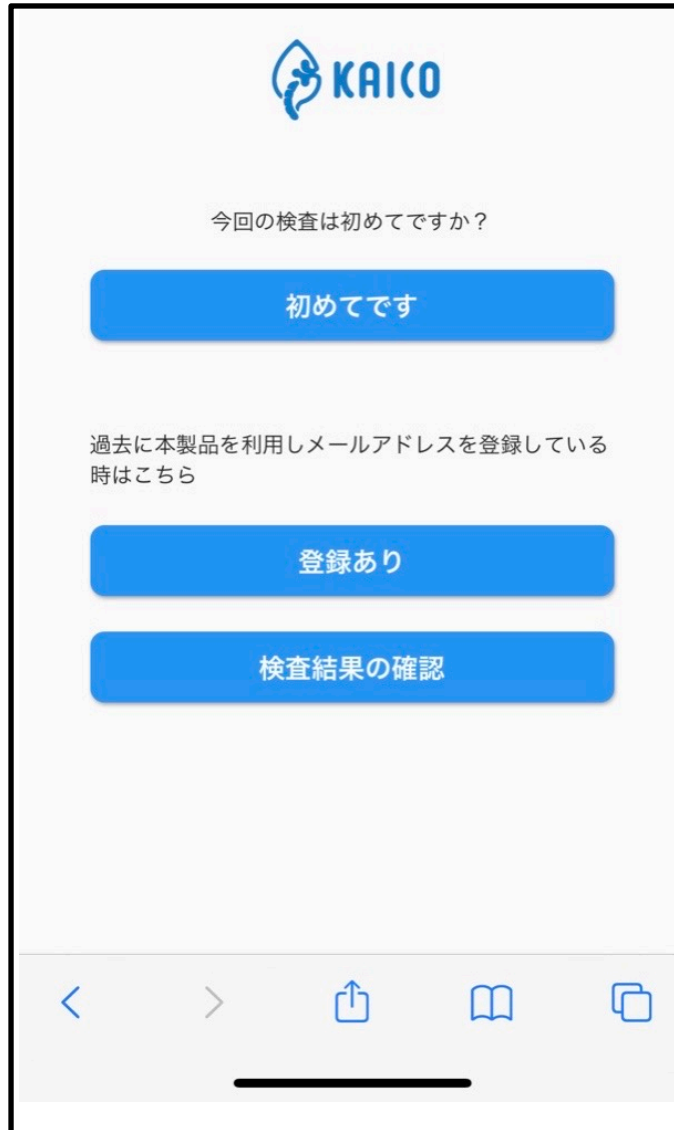 KAICO
今回の検査は初めてですか？
初めてです
過去に本製品を利用しメールアドレスを登録している
時はこちら
登録あり
検査結果の確認